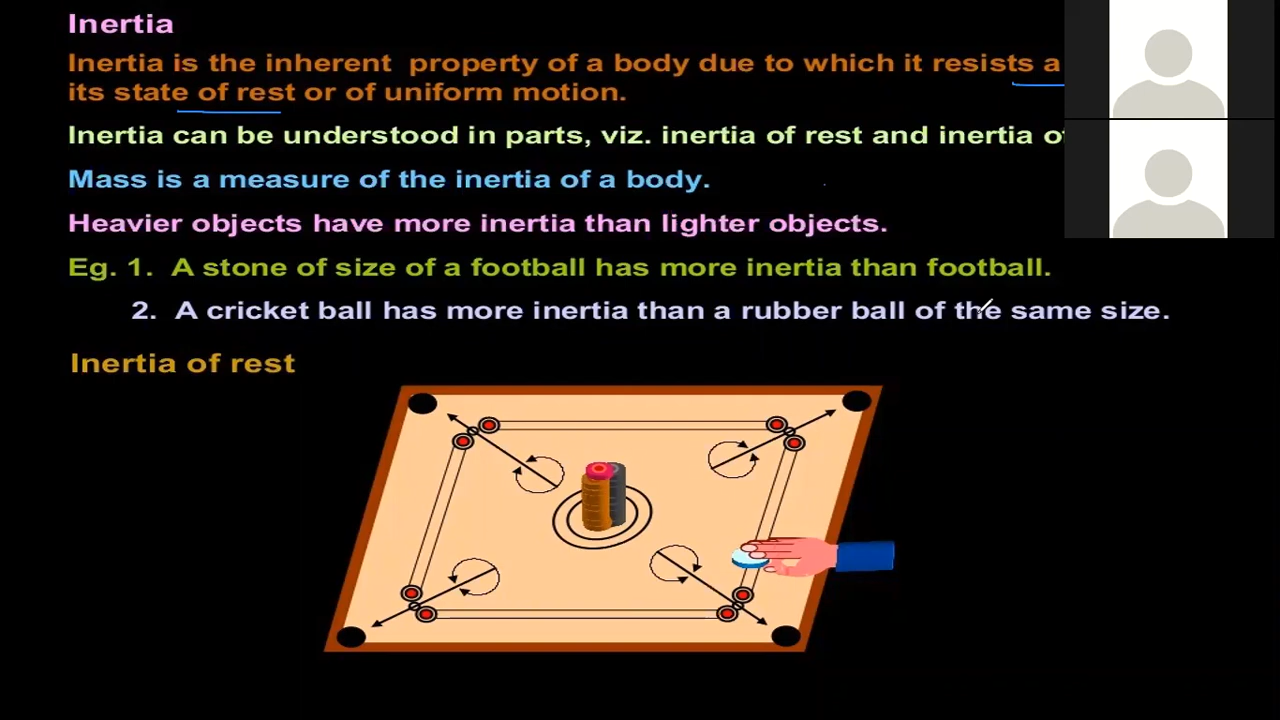 Inertia
Inertia is the inherent property of a body due to which it resists a
its state of rest or of uniform motion.
Inertia can be understood in parts, viz. inertia of rest and inertia
Mass is a measure of the inertia of a body.
Heavier objects have more inertia than lighter objects.
Eg. 1. A stone of size of a football has more inertia than football.
2. A cricket ball has more inertia than a rubber ball of the same size.
Inertia of rest